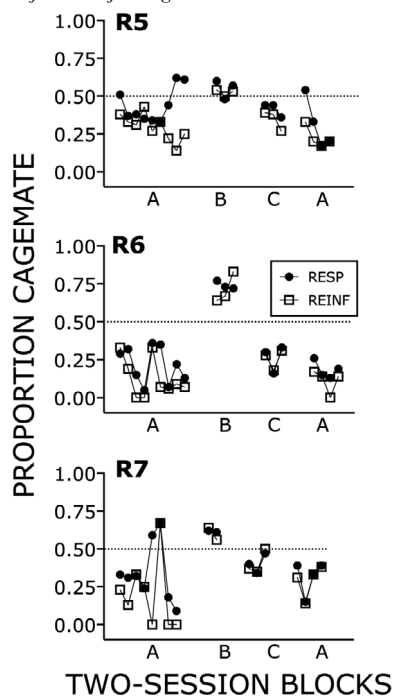 R5
1.00
0.75
0.50
0.25
0.00
A B C A
R6
1.00
0.75
0.50
0.25
0.00
RESP
REINF
A B C A
R7
1.00
0.75
0.50
0.25
0.00
A B C A
PROPORTION CAGEMATE
TWO-SESSION BLOCKS